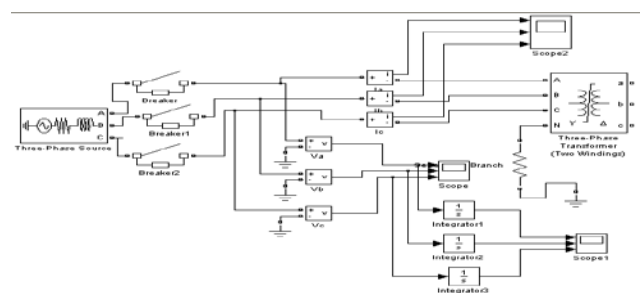 Scope2
Breaker
A
B
C
Three-Phase Source
Breaker1
Breaker2
Ia
Ib
Ic
A
B
C
N
Y
Δ
a
b
c
Three-Phase
Transformer
(Two Windings)
Va
Vb
Vc
Scope
Branch
1
s
Integrator1
1
s
Integrator2
1
s
Integrator3
Scope1